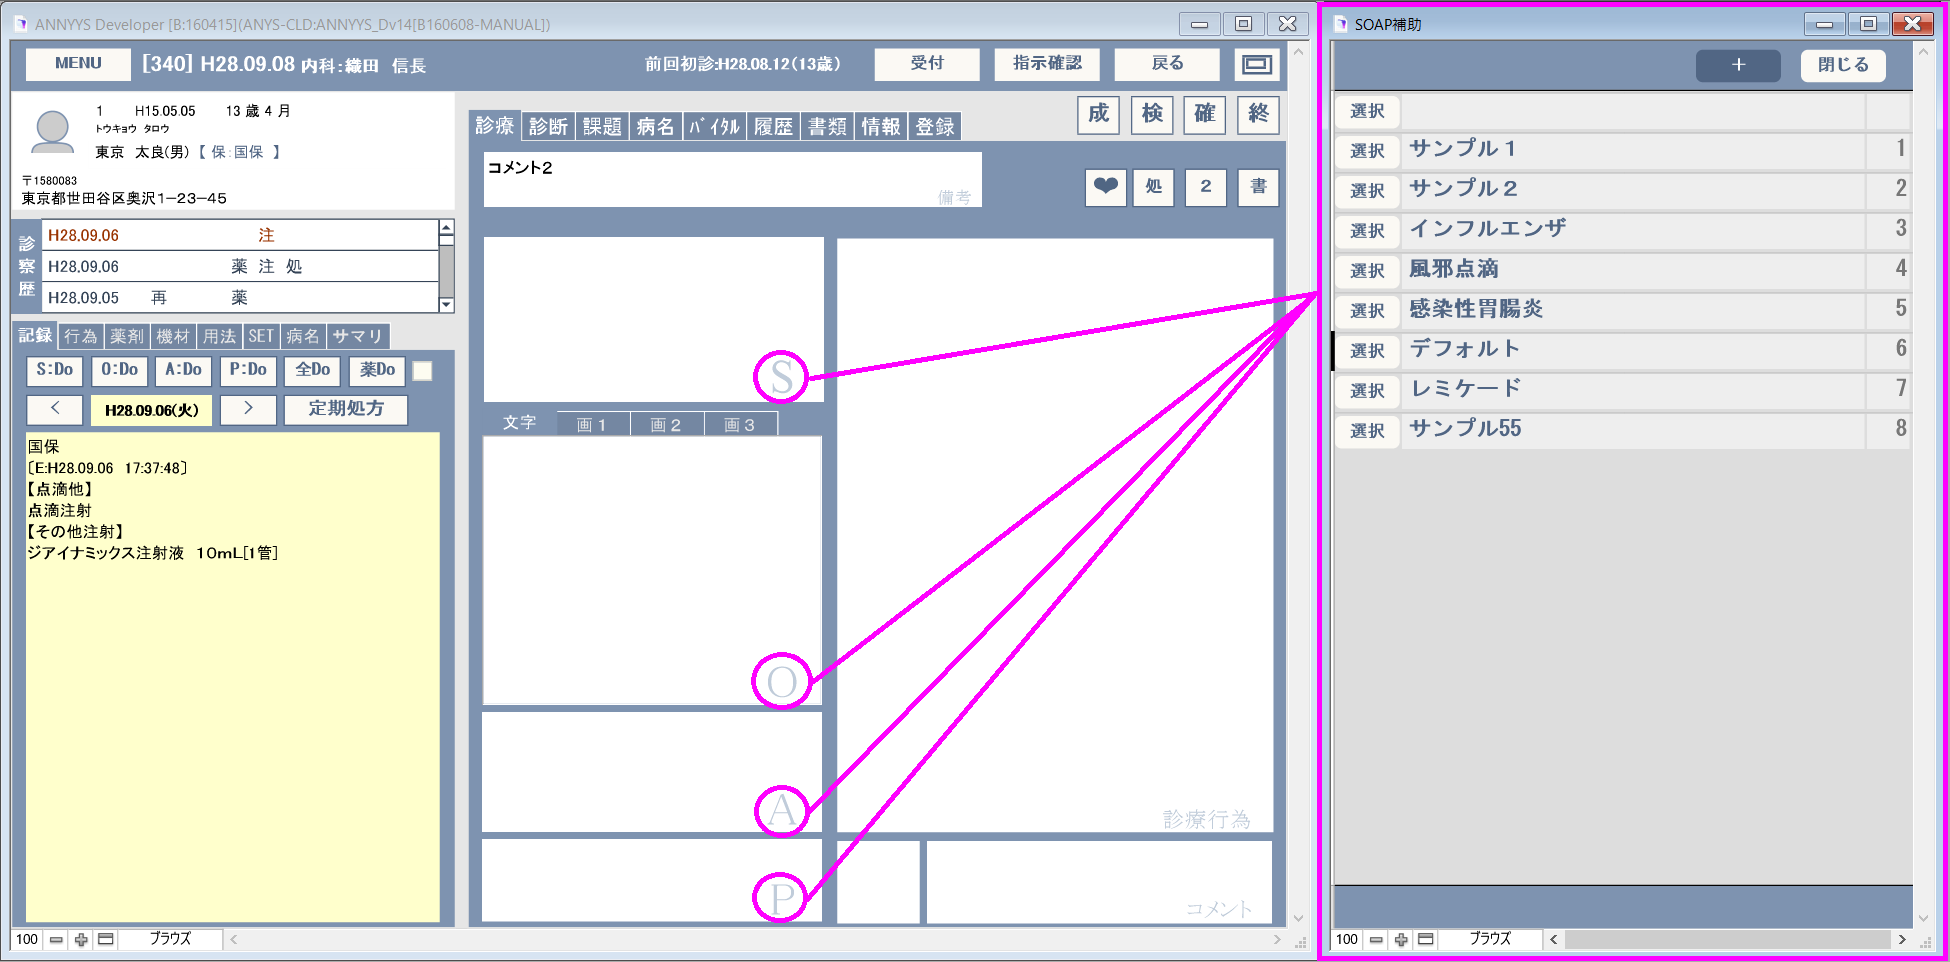 ANNYYS Developer [B:160415](ANYS-CLD:ANNYYS_Dv14[B160608-MANUAL])
MENU
[340] H28.09.08 内科:織田 信長
前回初診:H28.08.12(13歳)
受付
指示確認
戻る
1 H15.05.05 13 歳 4 月
トウキョウ タロウ
東京 太良(男)【 保:国保 】
〒1580083
東京都世田谷区奥沢1-23-45
診察歴
H28.09.06 注
H28.09.06 薬 注 処
H28.09.05 再 薬
記録 行為 薬剤 機材 用法 SET 病名 サマリ
S:Do O:Do A:Do P:Do 全Do 薬Do
< H28.09.06(火) > 定期処方
国保
[E:H28.09.06 17:37:48]
【点滴他】
点滴注射
【その他注射】
ジアイナミックス注射液 10mL[1管]
100 ブラウズ
成 検 確 終
診療 診断 課題 病名 バイタル 履歴 書類 情報 登録
コメント2
備考
❤ 処 2 書
S
文字 画1 画2 画3
O
A
P
診療行為
コメント
SOAP補助
+ 閉じる
選択
選択 サンプル1 1
選択 サンプル2 2
選択 インフルエンザ 3
選択 風邪点滴 4
選択 感染性胃腸炎 5
選択 デフォルト 6
選択 レミケード 7
選択 サンプル55 8
100 ブラウズ